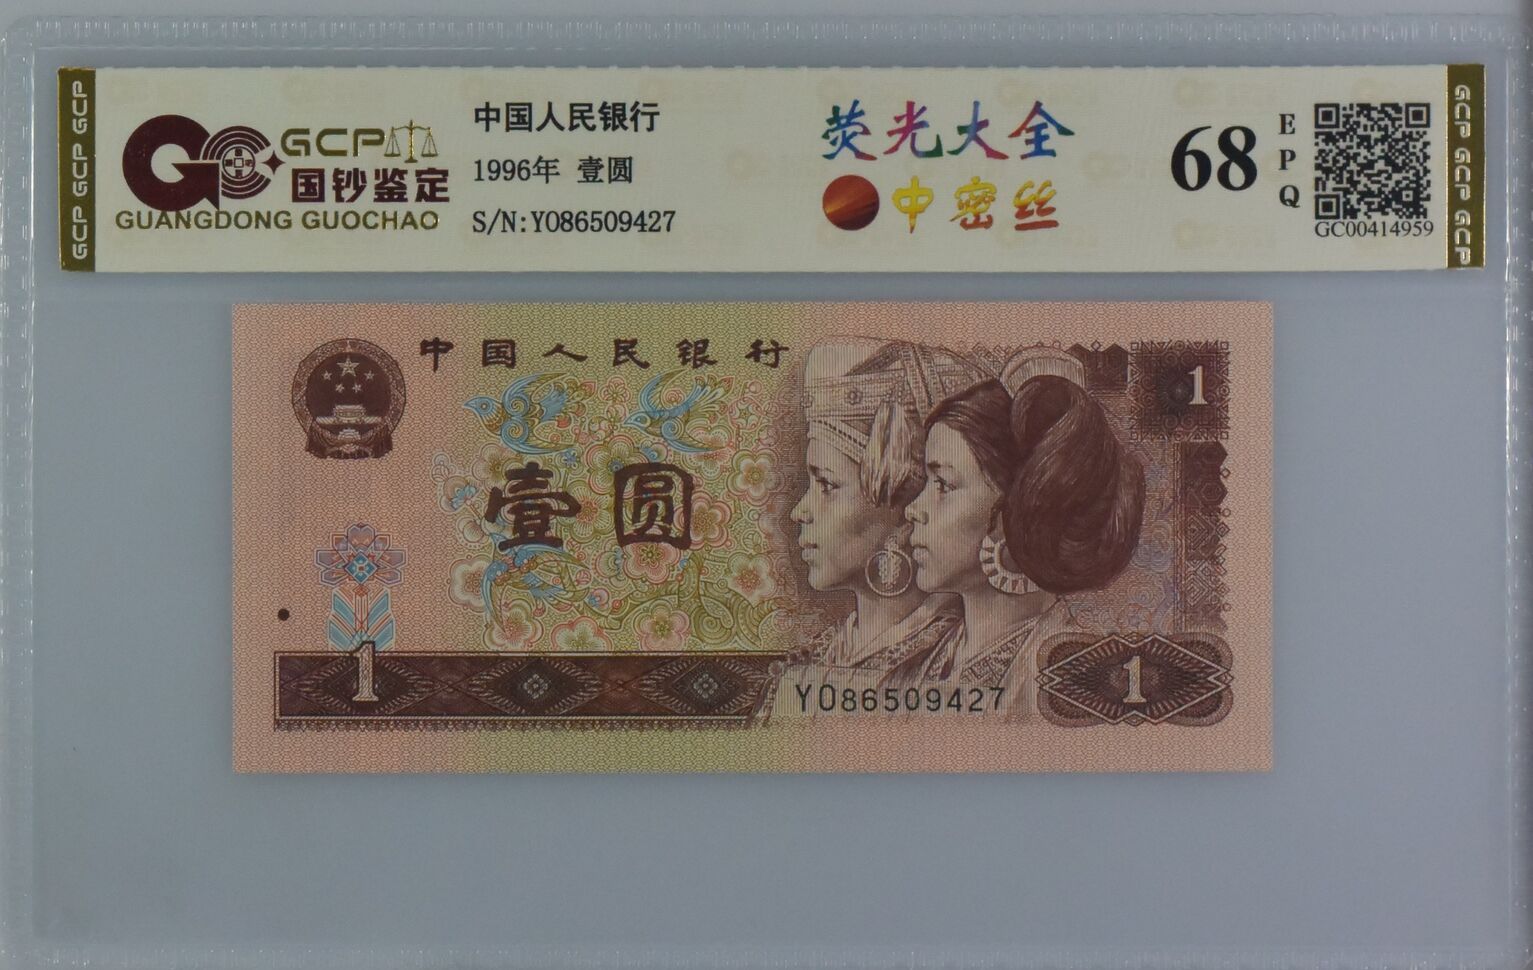 GCP GCP GCP
GCP
国钞鉴定
GUANGDONG GUOCHAO
中国人民银行
1996年 壹圆
S/N:Y086509427
荧光大全
中密丝
68
EPQ
GC00414959
GCP GCP GCP
中国人民银行
1
壹圆
1
Y086509427
1